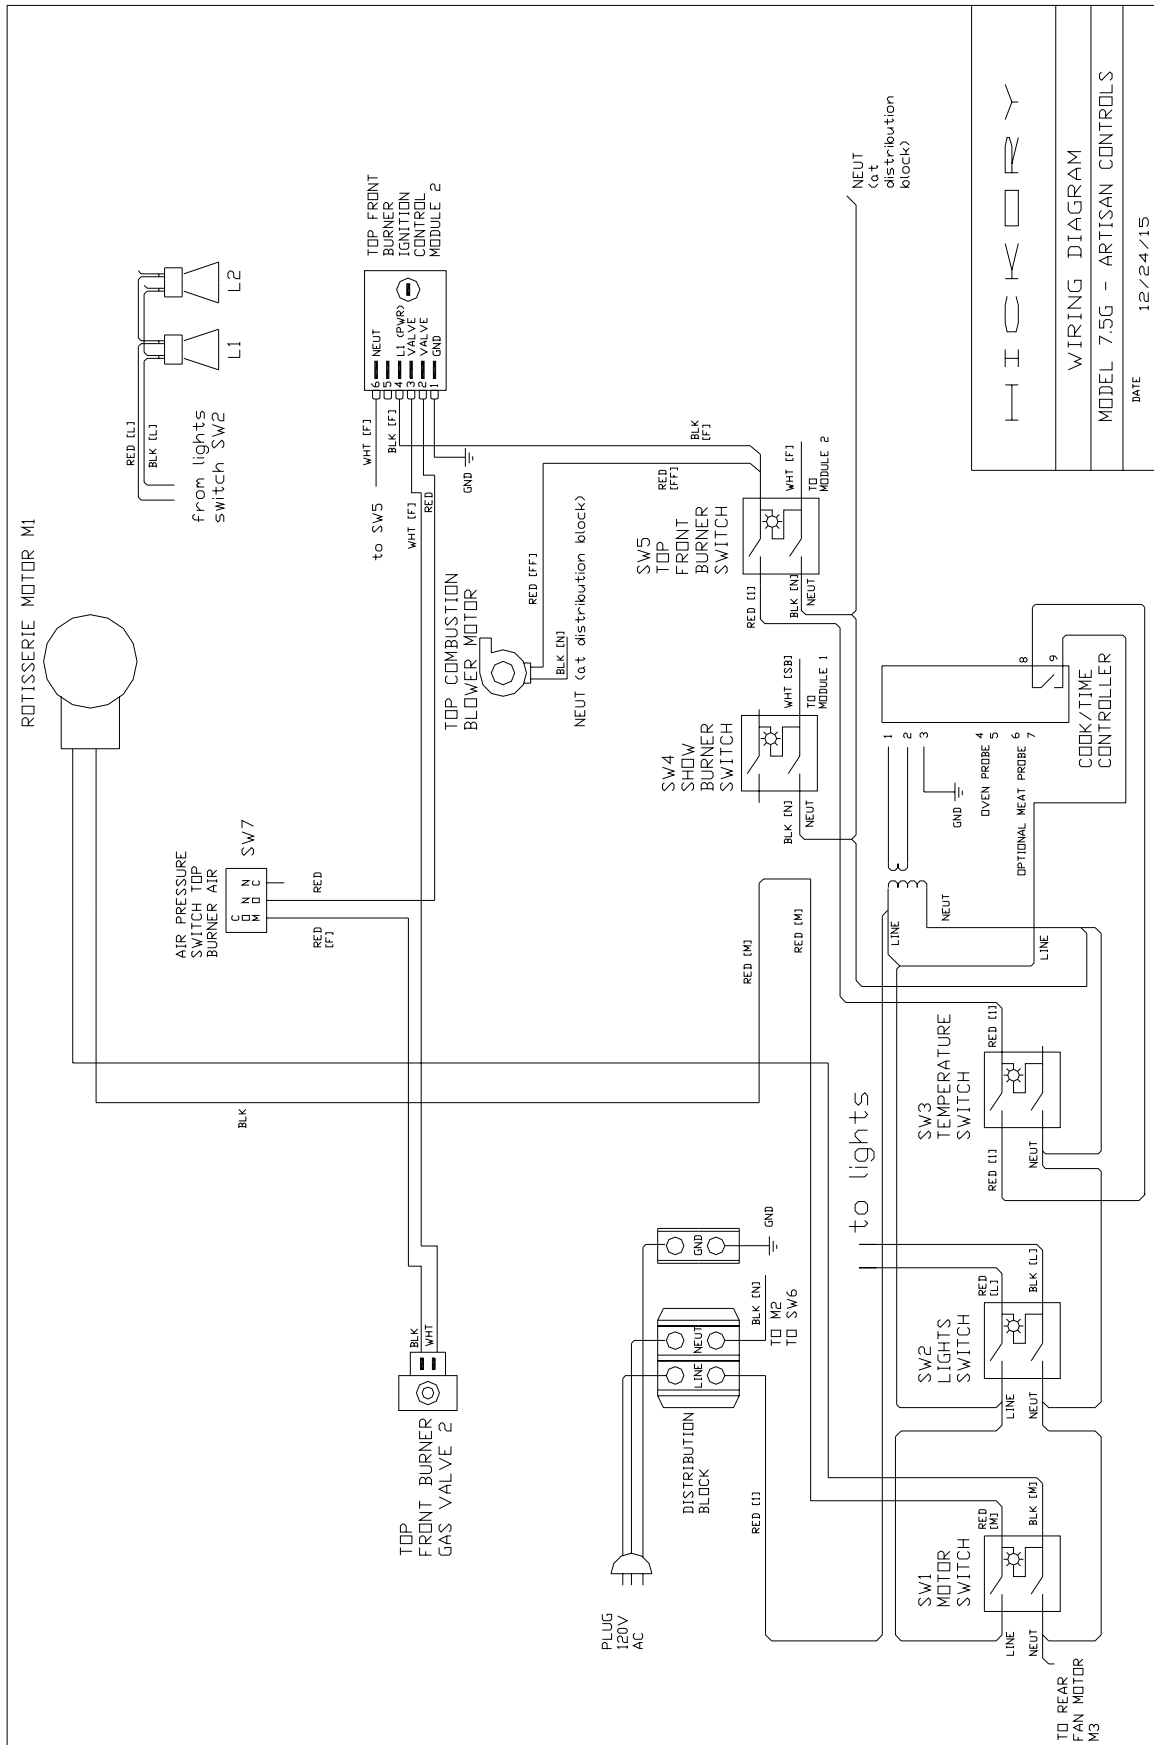 ROTISSERIE MOTOR M1
RED [L]
BLK [L]
from lights
switch SW2
L1
L2
AIR PRESSURE
SWITCH TOP
BURNER AIR
SW7
C
O
M
N
O
N
C
RED
[F]
RED
TOP FRONT
BURNER
IGNITION
CONTROL
MODULE 2
6 NEUT
5
4 L1 (PWR)
3 VALVE
2 VALVE
1 GND
WHT [F]
to SW5
BLK [F]
WHT [F]
RED
GND
TOP COMBUSTION
BLOWER MOTOR
RED [FF]
BLK [N]
NEUT (at distribution block)
BLK
RED [M]
RED [M]
BLK
WHT
TOP
FRONT BURNER
GAS VALVE 2
PLUG
120V
AC
DISTRIBUTION
BLOCK
LINE
NEUT
GND
GND
BLK [N]
TO M2
TO SW6
RED [1]
RED
[FF]
BLK
[F]
SW5
TOP
FRONT
BURNER
SWITCH
RED [1]
BLK [N]
NEUT
WHT [F]
TO
MODULE 2
SW4
SHOW
BURNER
SWITCH
BLK [N]
NEUT
WHT [SB]
TO
MODULE 1
NEUT
(at
distribution
block)
to lights
LINE
NEUT
LINE
1
2
3
GND
4
5
OVEN PROBE
6
7
OPTIONAL MEAT PROBE
8
9
COOK/TIME
CONTROLLER
SW3
TEMPERATURE
SWITCH
RED [1]
NEUT
RED [1]
SW2
LIGHTS
SWITCH
LINE
NEUT
RED
[L]
BLK [L]
SW1
MOTOR
SWITCH
LINE
NEUT
RED
[M]
BLK [M]
TO REAR
FAN MOTOR
M3
HICKORY
WIRING DIAGRAM
MODEL 7.5G - ARTISAN CONTROLS
DATE
12/24/15